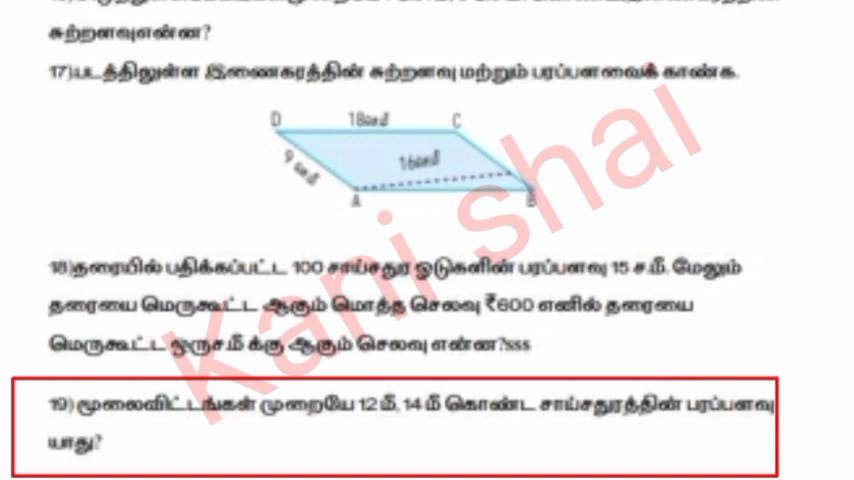 சுற்றளவுஎன்ன?
17)படத்திலுள்ள இணைகரத்தின் சுற்றளவு மற்றும் பரப்பளவைக் காண்க.
D 18செமீ C
9 செமீ 16செமீ
A B
18)தரையில் பதிக்கப்பட்ட 100 சாய்சதுர ஓடுகளின் பரப்பளவு 15 ச.மீ. மேலும்
தரையை மெருகூட்ட ஆகும் மொத்த செலவு ₹600 எனில் தரையை
மெருகூட்ட ஒருச.மீ க்கு ஆகும் செலவு என்ன?sss
19)மூலைவிட்டங்கள் முறையே 12 மீ, 14 மீ கொண்ட சாய்சதுரத்தின் பரப்பளவு
யாது?
Kani shai